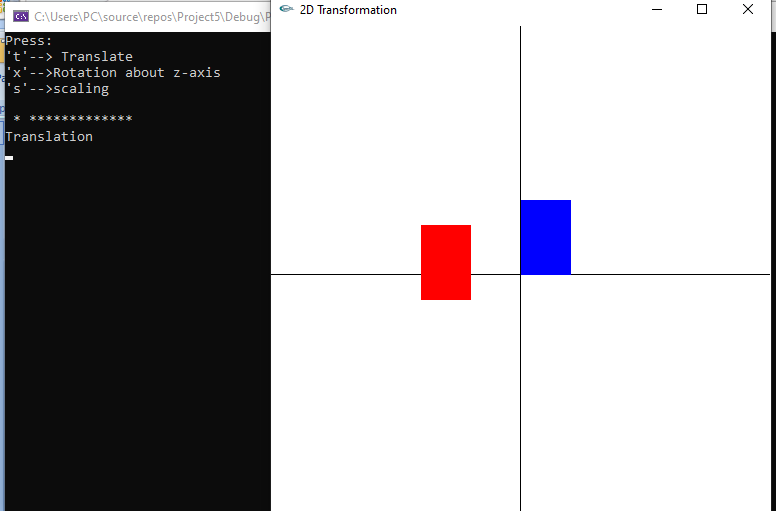 C:\Users\PC\source\repos\Project5\Debug\P
2D Transformation
Press:
't'--> Translate
'x'-->Rotation about z-axis
's'-->scaling
* *************
Translation